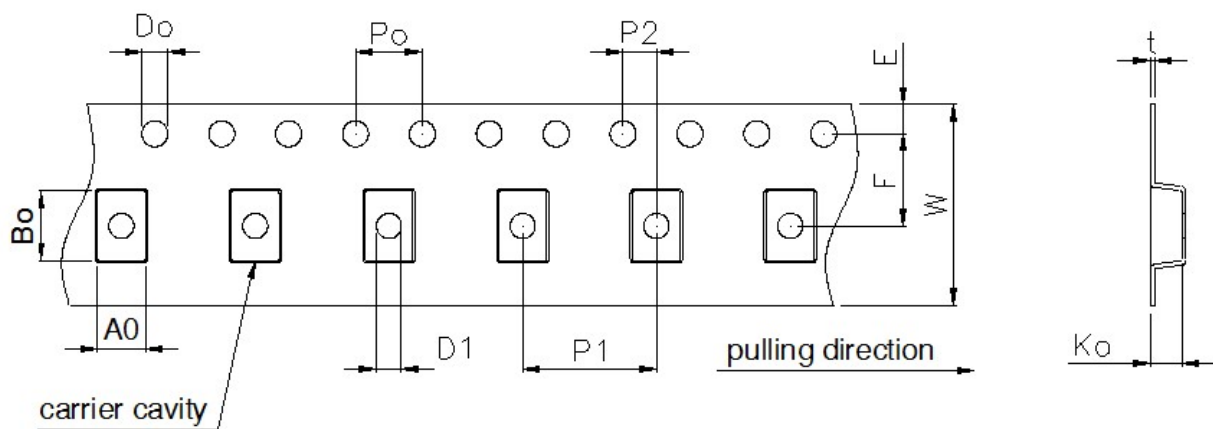 Do
Po
P2
E
t
F
W
Bo
A0
D1
P1
pulling direction
Ko
carrier cavity